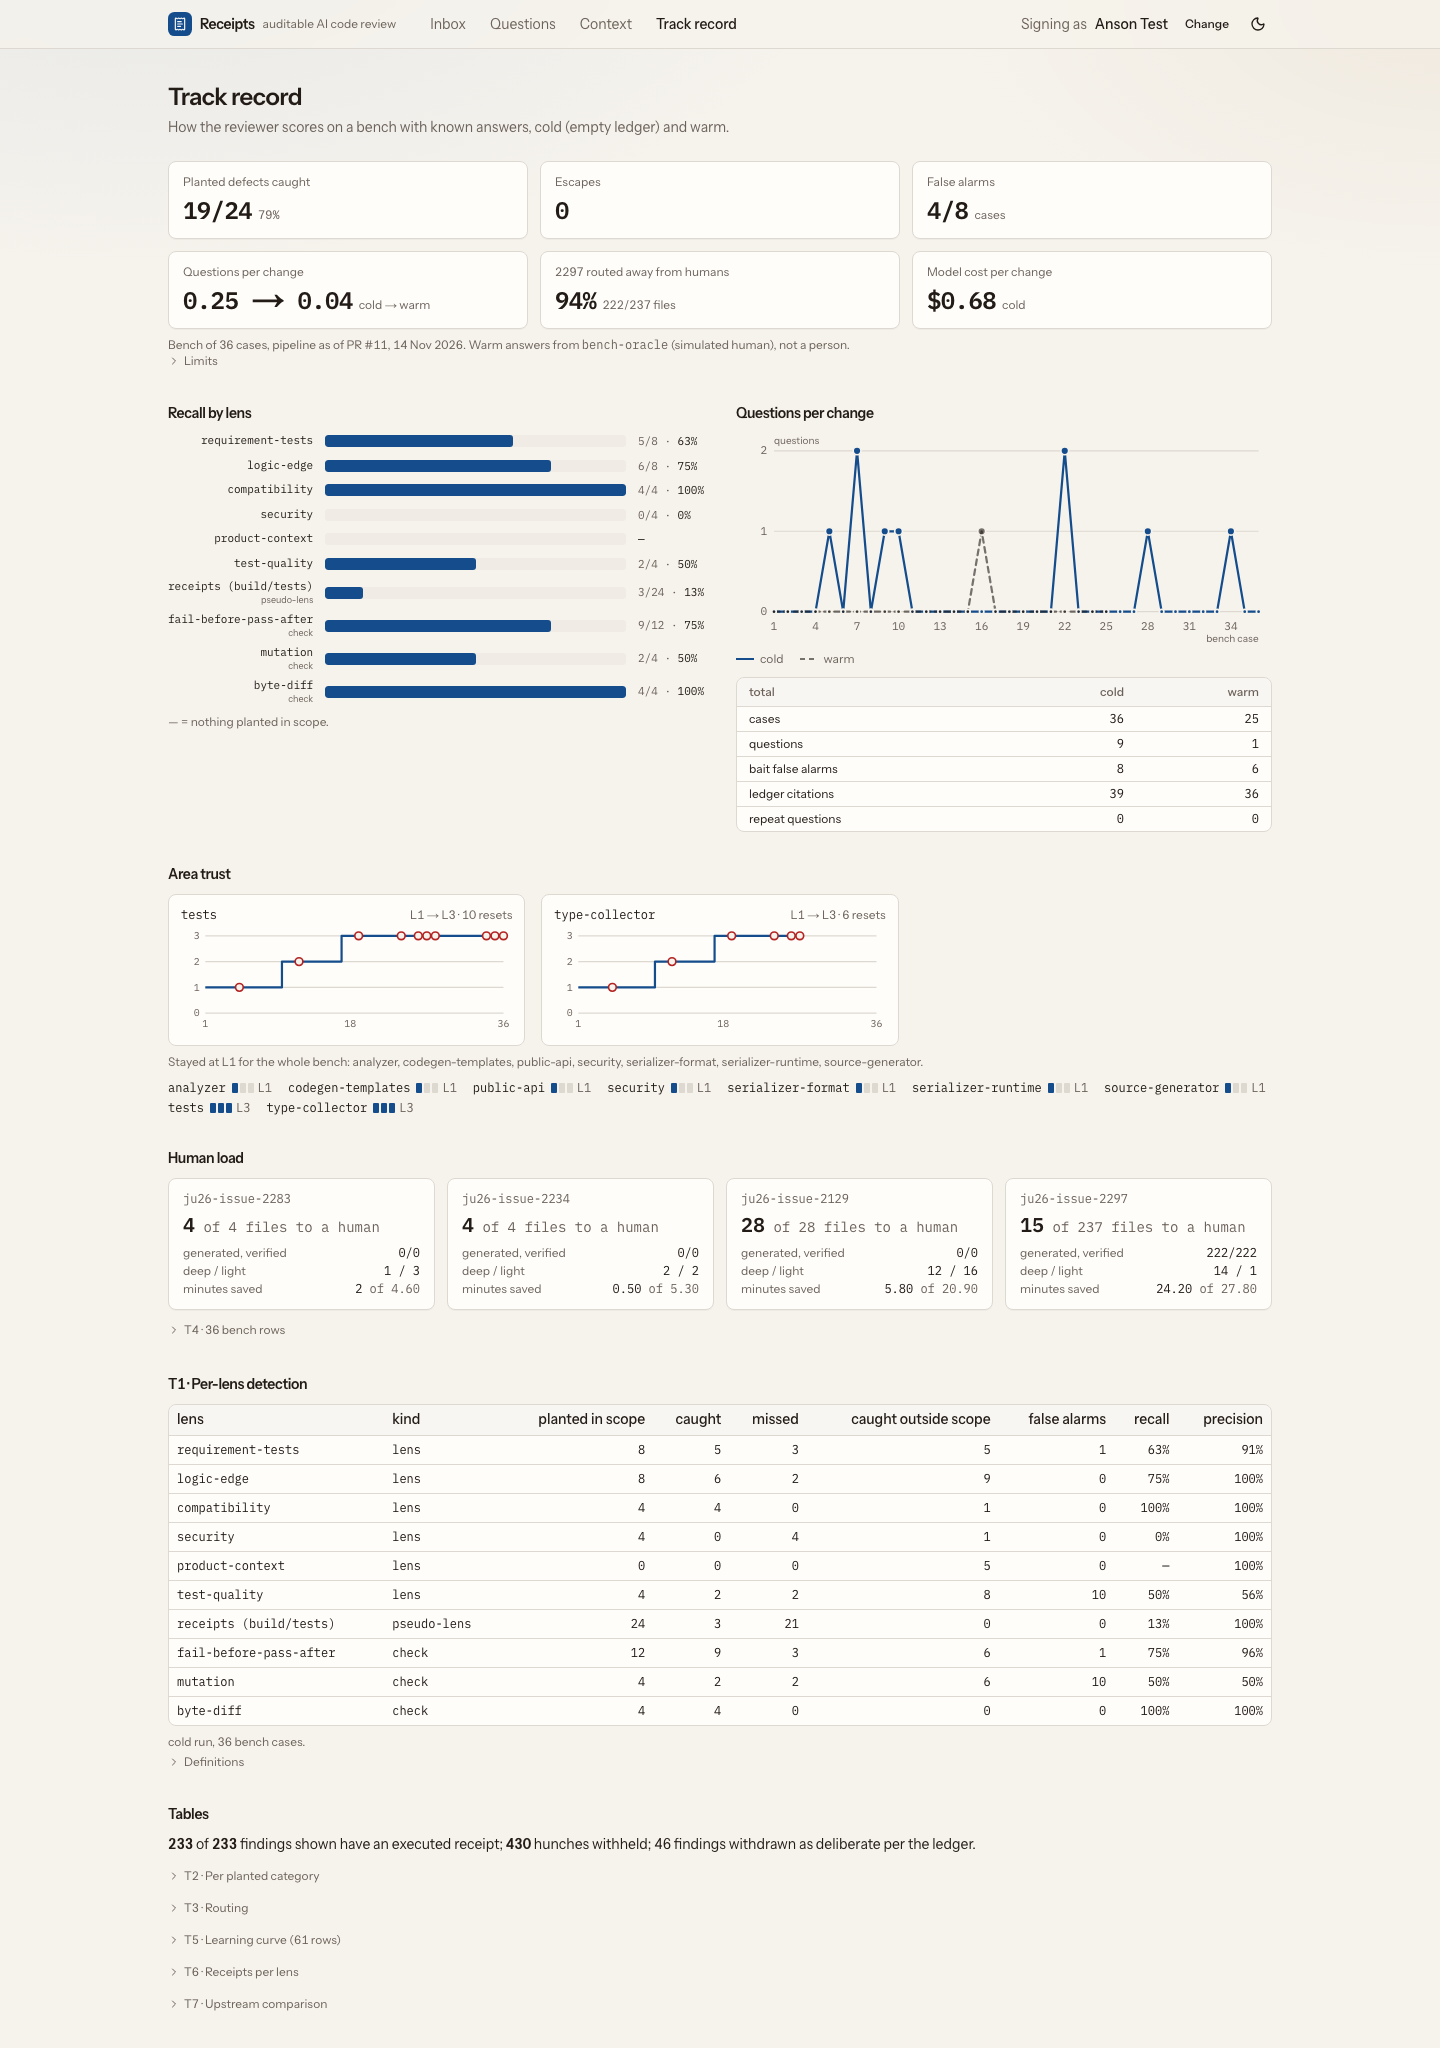 Receipts auditable AI code review Inbox Questions Context Track record Signing as Anson Test Change
Track record
How the reviewer scores on a bench with known answers, cold (empty ledger) and warm.
Planted defects caught
19/24 79%
Escapes
0
False alarms
4/8 cases
Questions per change
0.25 → 0.04 cold → warm
2297 routed away from humans
94% 222/237 files
Model cost per change
$0.68 cold
Bench of 36 cases, pipeline as of PR #11, 14 Nov 2026. Warm answers from bench-oracle (simulated human), not a person.
Limits
Recall by lens
requirement-tests 5/8 · 63%
logic-edge 6/8 · 75%
compatibility 4/4 · 100%
security 0/4 · 0%
product-context —
test-quality 2/4 · 50%
receipts (build/tests) 3/24 · 13%
pseudo-lens
fail-before-pass-after 9/12 · 75%
check
mutation 2/4 · 50%
check
byte-diff 4/4 · 100%
check
— = nothing planted in scope.
Questions per change
questions
2
1
0
1 4 7 10 13 16 19 22 25 28 31 34
bench case
cold warm
total cold warm
cases 36 25
questions 9 1
bait false alarms 8 6
ledger citations 39 36
repeat questions 0 0
Area trust
tests L1 → L3 · 10 resets
3
2
1
0
1 18 36
type-collector L1 → L3 · 6 resets
3
2
1
0
1 18 36
Stayed at L1 for the whole bench: analyzer, codegen-templates, public-api, security, serializer-format, serializer-runtime, source-generator.
analyzer L1 codegen-templates L1 public-api L1 security L1 serializer-format L1 serializer-runtime L1 source-generator L1
tests L3 type-collector L3
Human load
ju26-issue-2283
4 of 4 files to a human
generated, verified 0/0
deep / light 1 / 3
minutes saved 2 of 4.60
ju26-issue-2234
4 of 4 files to a human
generated, verified 0/0
deep / light 2 / 2
minutes saved 0.50 of 5.30
ju26-issue-2129
28 of 28 files to a human
generated, verified 0/0
deep / light 12 / 16
minutes saved 5.80 of 20.90
ju26-issue-2297
15 of 237 files to a human
generated, verified 222/222
deep / light 14 / 1
minutes saved 24.20 of 27.80
T4 · 36 bench rows
T1 · Per-lens detection
lens kind planted in scope caught missed caught outside scope false alarms recall precision
requirement-tests lens 8 5 3 5 1 63% 91%
logic-edge lens 8 6 2 9 0 75% 100%
compatibility lens 4 4 0 1 0 100% 100%
security lens 4 0 4 1 0 0% 100%
product-context lens 0 0 0 5 0 — 100%
test-quality lens 4 2 2 8 10 50% 56%
receipts (build/tests) pseudo-lens 24 3 21 0 0 13% 100%
fail-before-pass-after check 12 9 3 6 1 75% 96%
mutation check 4 2 2 6 10 50% 50%
byte-diff check 4 4 0 0 0 100% 100%
cold run, 36 bench cases.
Definitions
Tables
233 of 233 findings shown have an executed receipt; 430 hunches withheld; 46 findings withdrawn as deliberate per the ledger.
T2 · Per planted category
T3 · Routing
T5 · Learning curve (61 rows)
T6 · Receipts per lens
T7 · Upstream comparison